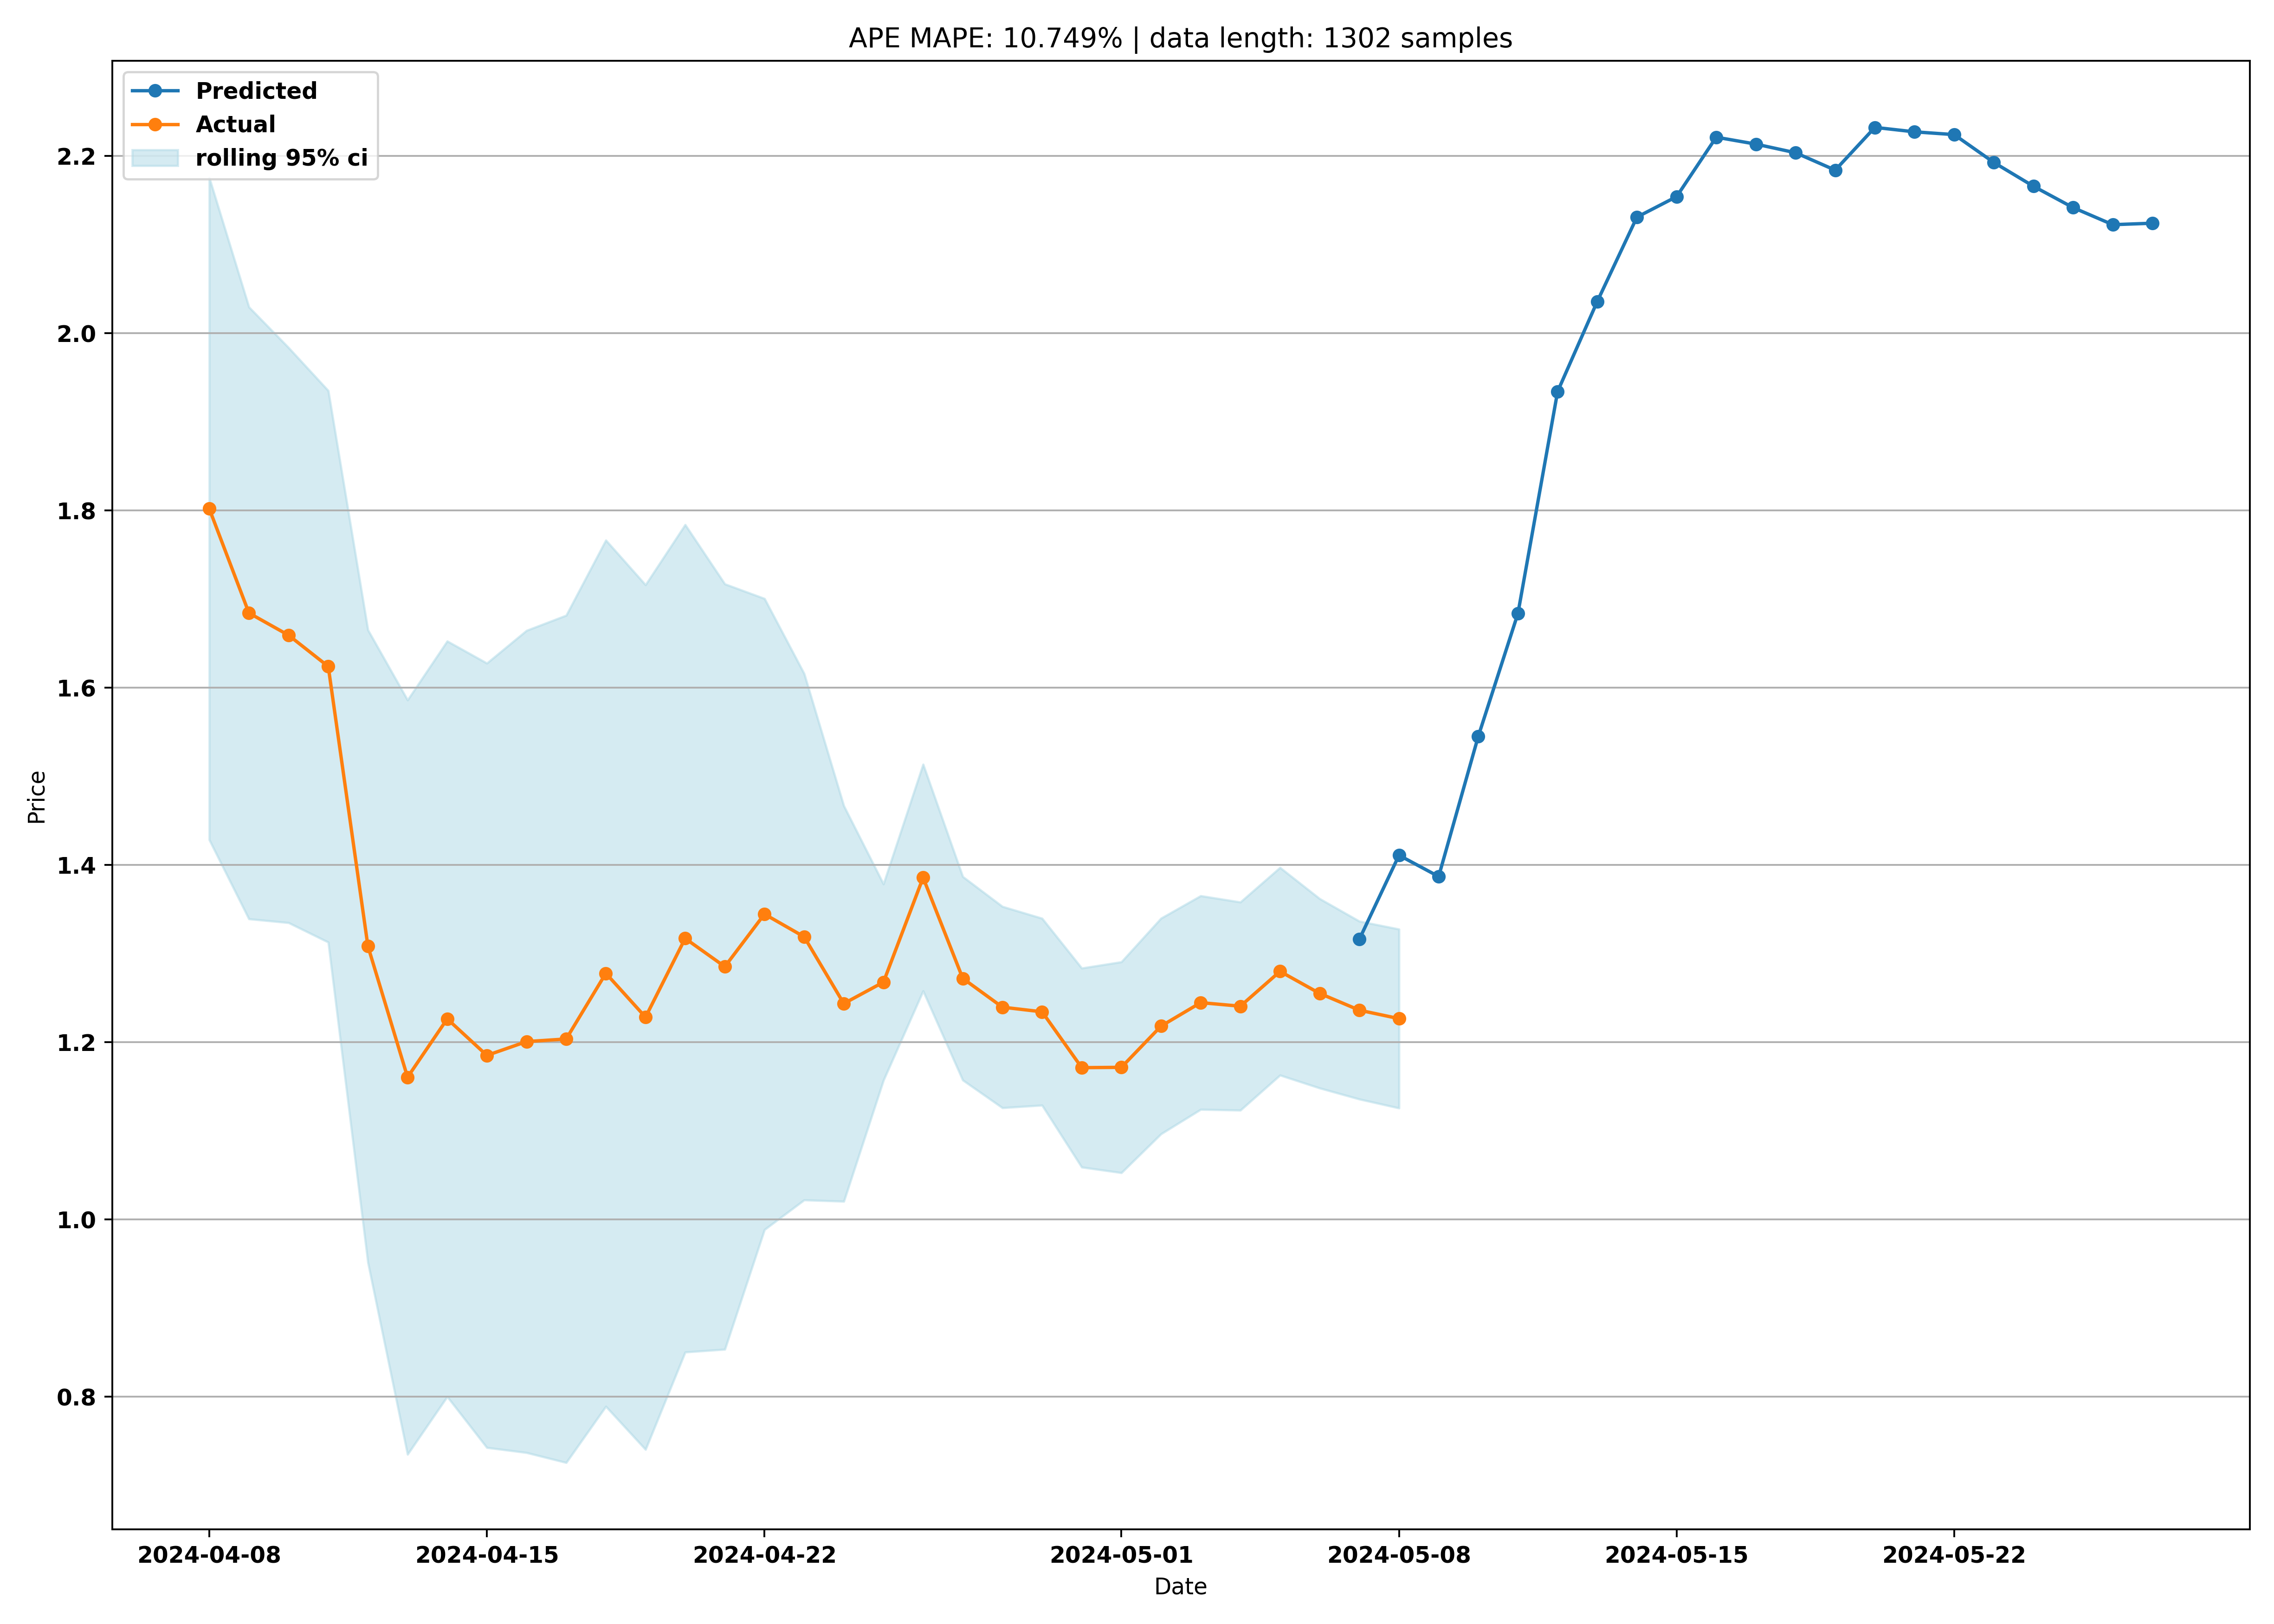 APE MAPE: 10.749% | data length: 1302 samples
Predicted
Actual
rolling 95% ci
2.2
2.0
1.8
1.6
1.4
1.2
1.0
0.8
Price
2024-04-08
2024-04-15
2024-04-22
2024-05-01
2024-05-08
2024-05-15
2024-05-22
Date